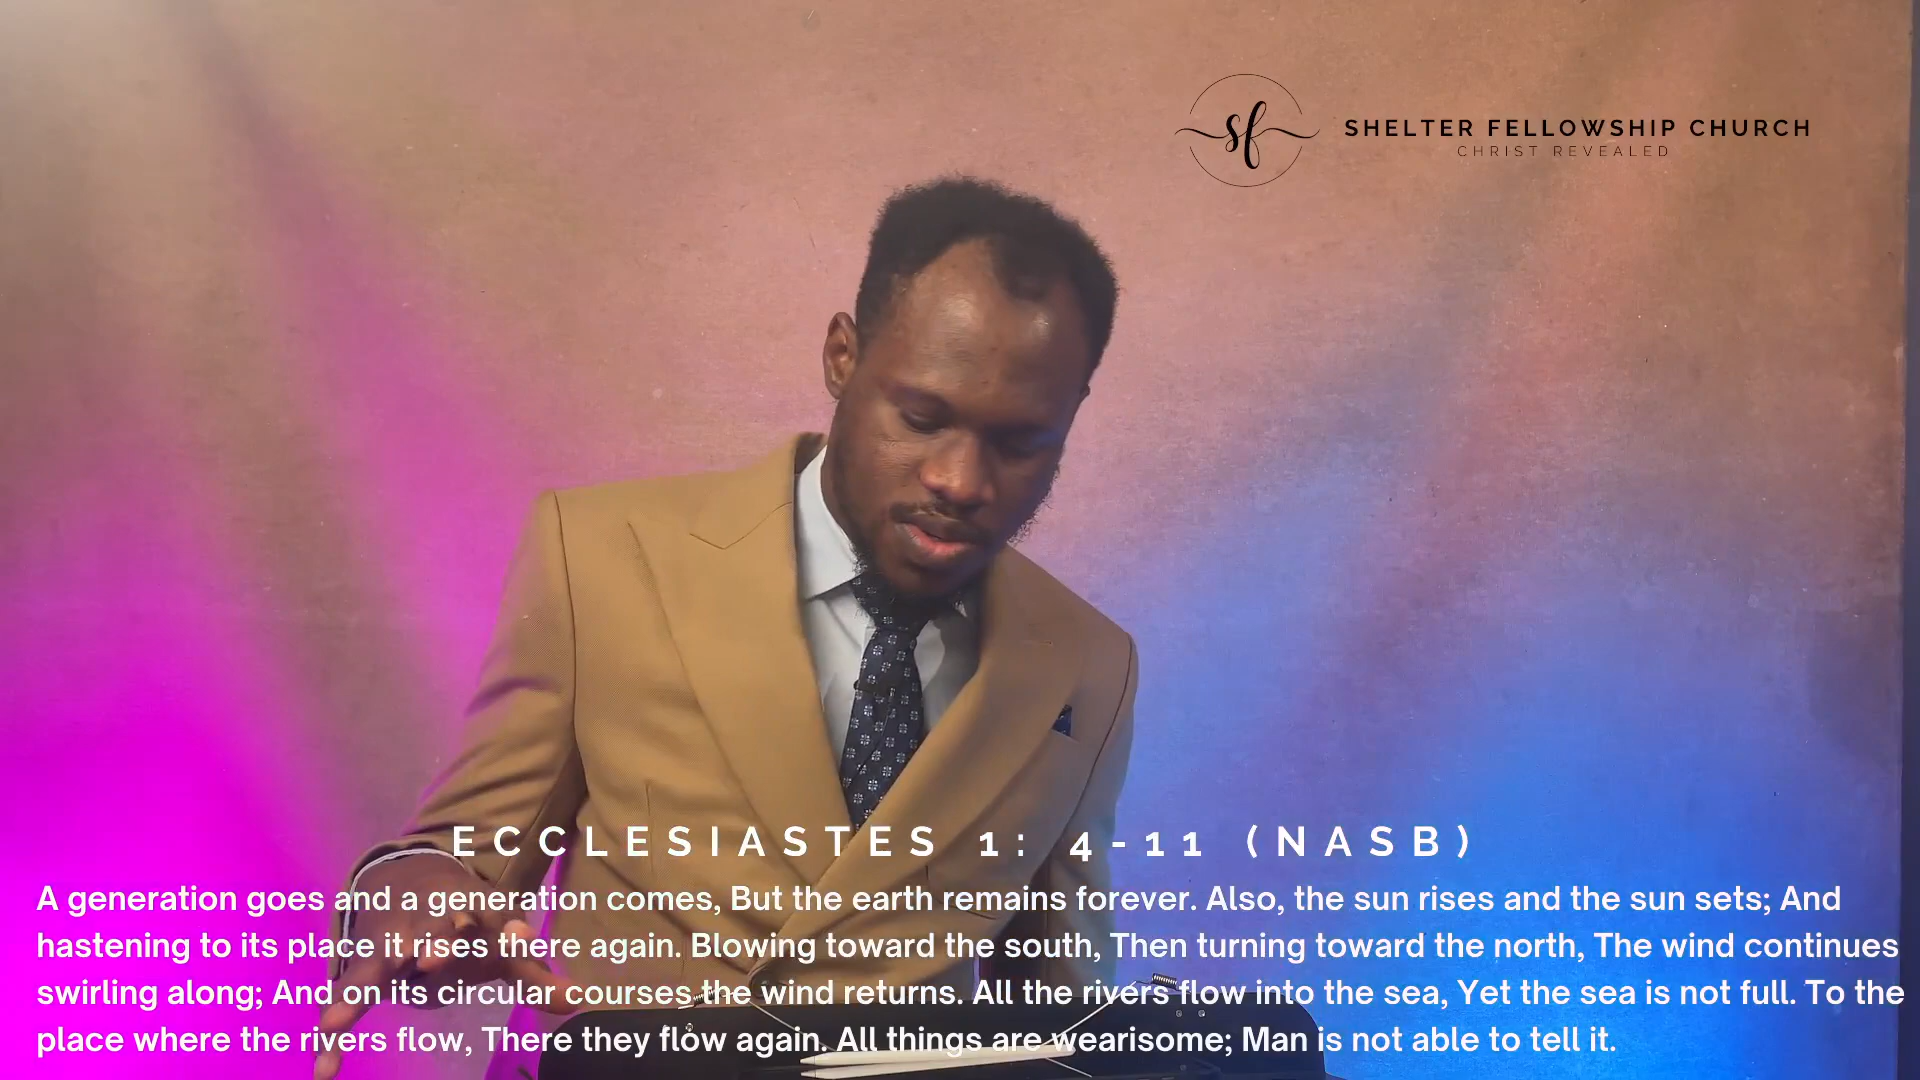 sf
SHELTER FELLOWSHIP CHURCH
CHRIST REVEALED
ECCLESIASTES 1: 4-11 (NASB)
A generation goes and a generation comes, But the earth remains forever. Also, the sun rises and the sun sets; And
hastening to its place it rises there again. Blowing toward the south, Then turning toward the north, The wind continues
swirling along; And on its circular courses the wind returns. All the rivers flow into the sea, Yet the sea is not full. To the
place where the rivers flow, There they flow again. All things are wearisome; Man is not able to tell it.